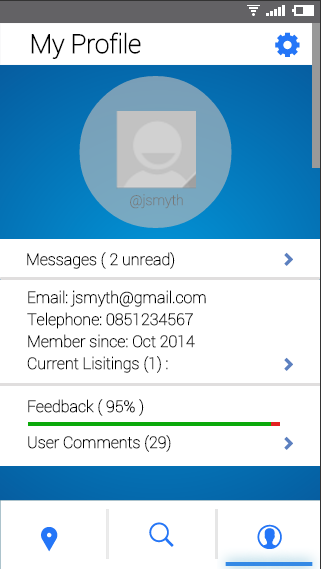 My Profile
@jsmyth
Messages ( 2 unread)
Email: jsmyth@gmail.com
Telephone: 0851234567
Member since: Oct 2014
Current Lisitings (1) :
Feedback ( 95% )
User Comments (29)